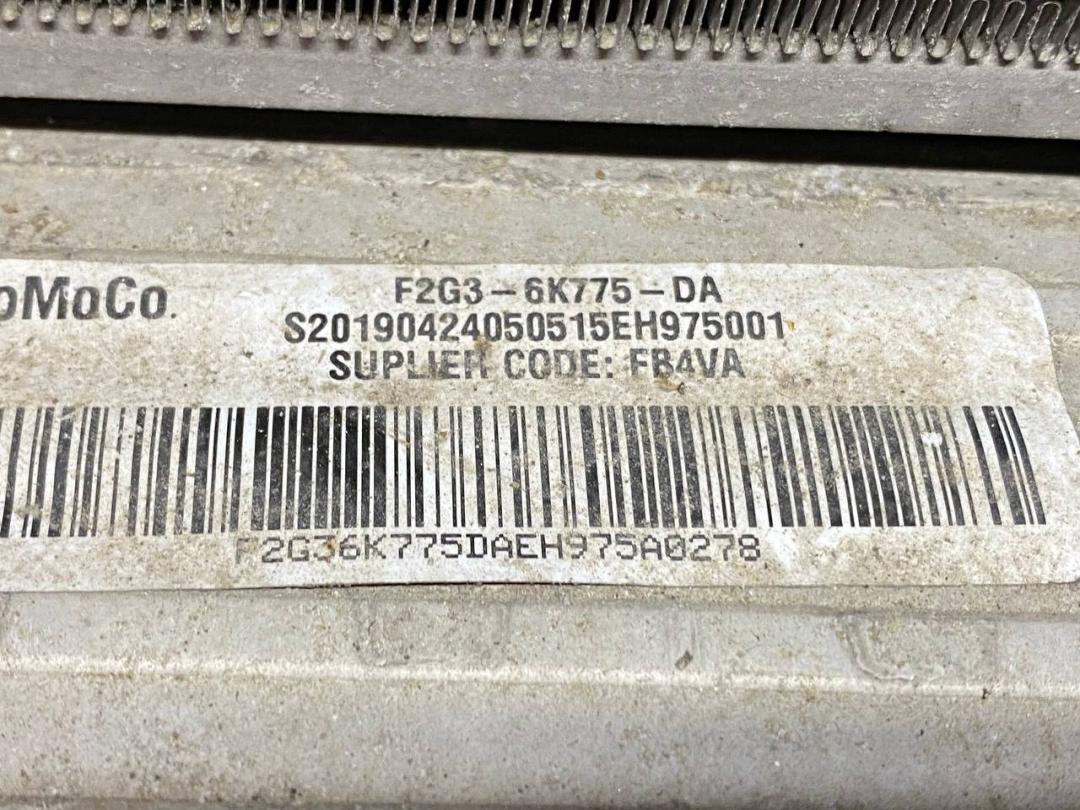 oMoCo.
F2G3-6K775-DA
S20190424050515EH975001
SUPLIER CODE: FB4VA
F2G36K775DAEH975A0278